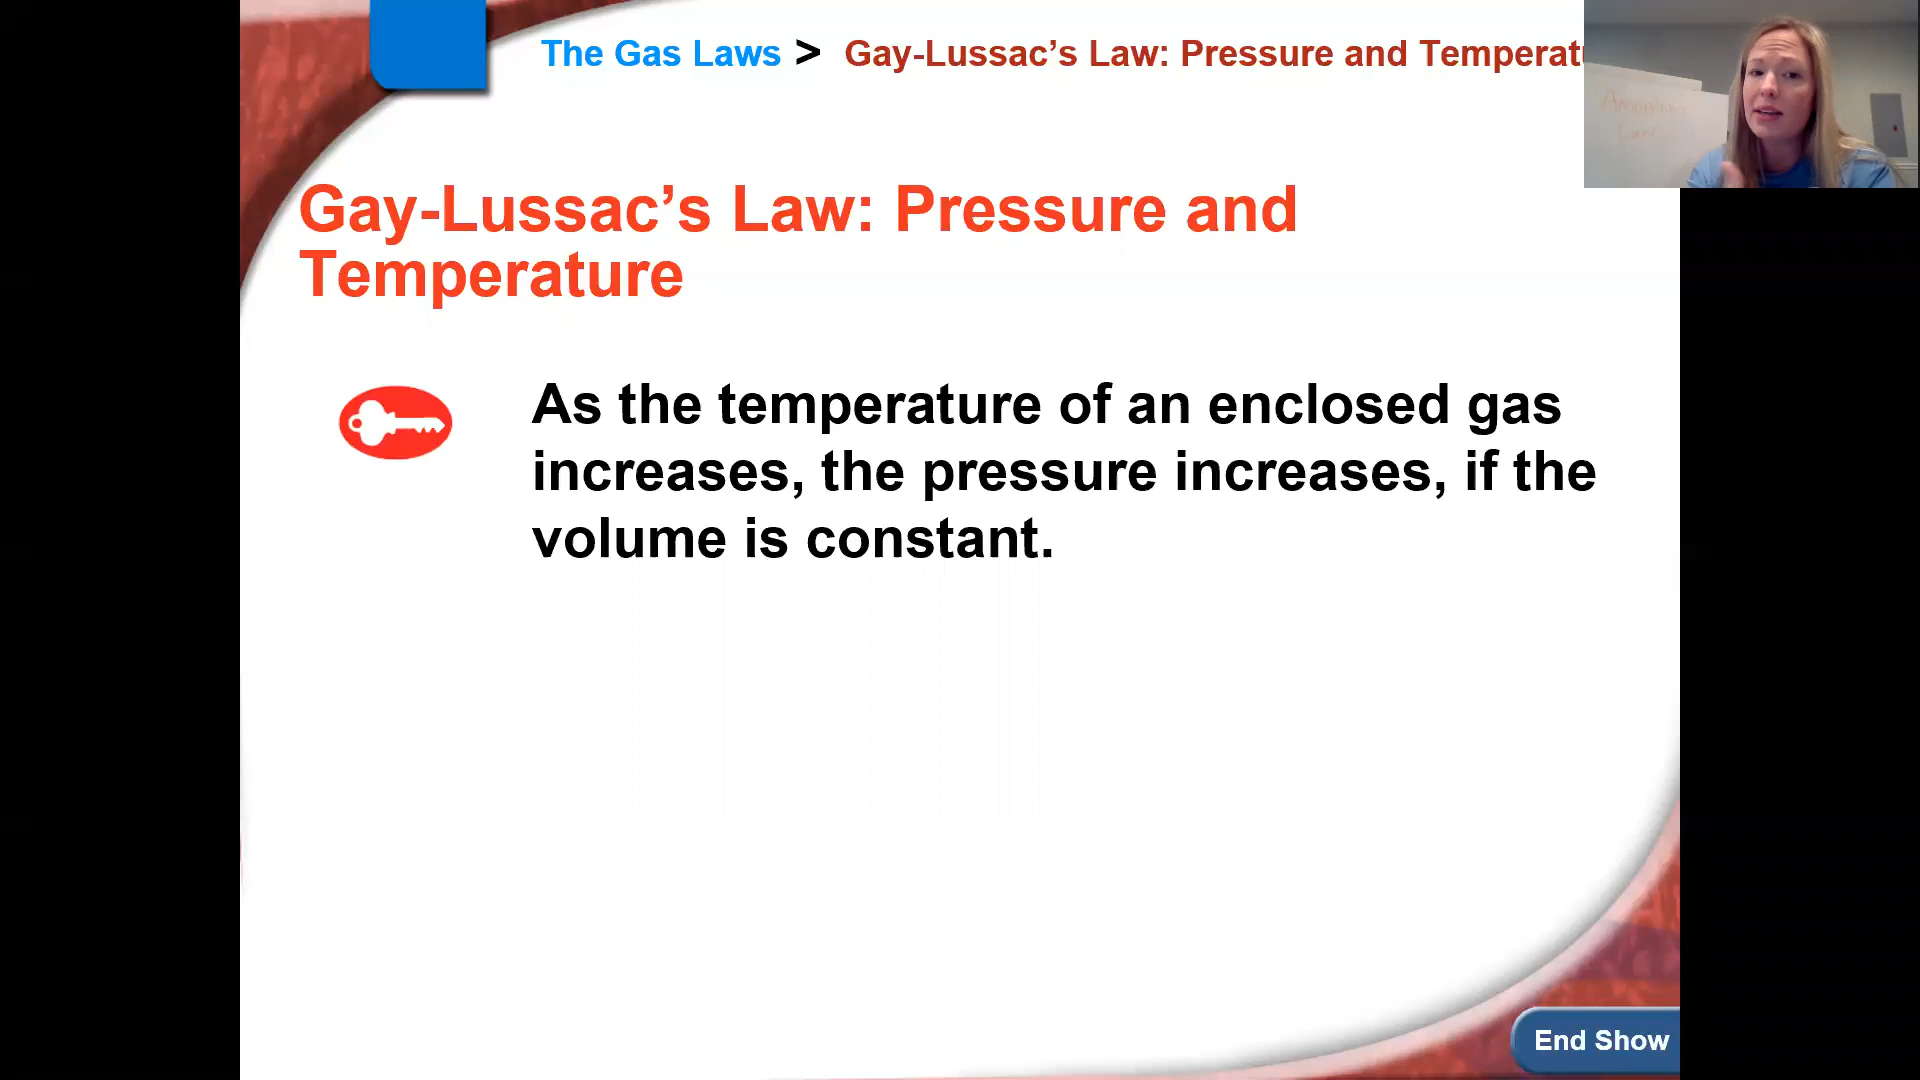 The Gas Laws > Gay-Lussac’s Law: Pressure and
Gay-Lussac’s Law: Pressure and
Temperature
As the temperature of an enclosed gas
increases, the pressure increases, if the
volume is constant.
End Show